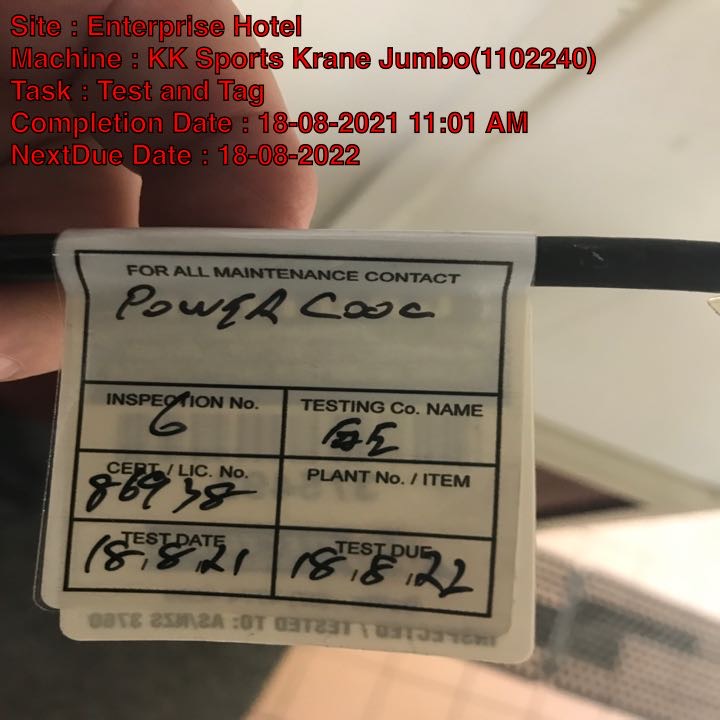 Site : Enterprise Hotel
Machine : KK Sports Krane Jumbo(1102240)
Task : Test and Tag
Completion Date : 18-08-2021 11:01 AM
NextDue Date : 18-08-2022
FOR ALL MAINTENANCE CONTACT
POWER COOL
INSPECTION No.
6
TESTING Co. NAME
CERT. / LIC. No.
PLANT No. / ITEM
TEST DATE
18.8.21
TEST DUE
18.8.22
INSPECTED / TESTED TO: AS/NZS 3760